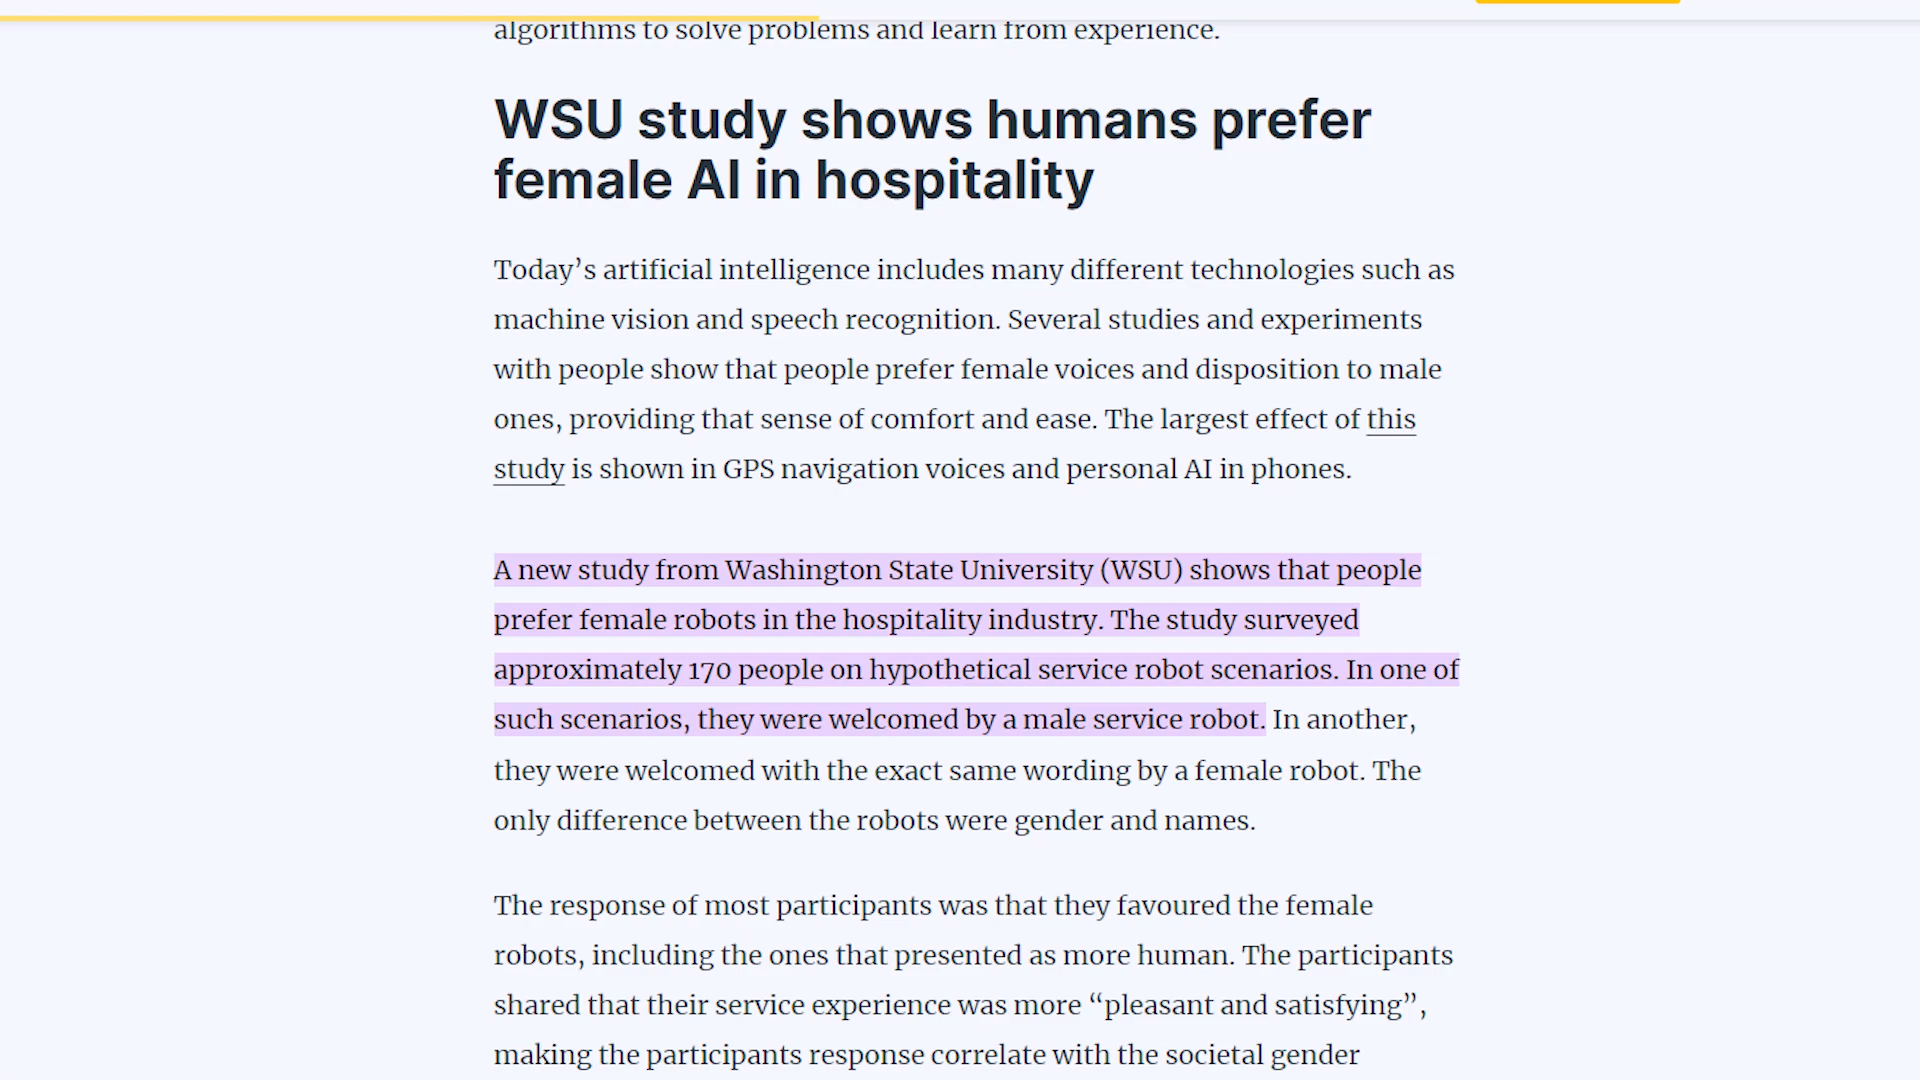 algorithms to solve problems and learn from experience.
WSU study shows humans prefer
female AI in hospitality
Today’s artificial intelligence includes many different technologies such as
machine vision and speech recognition. Several studies and experiments
with people show that people prefer female voices and disposition to male
ones, providing that sense of comfort and ease. The largest effect of this
study is shown in GPS navigation voices and personal AI in phones.
A new study from Washington State University (WSU) shows that people
prefer female robots in the hospitality industry. The study surveyed
approximately 170 people on hypothetical service robot scenarios. In one of
such scenarios, they were welcomed by a male service robot. In another,
they were welcomed with the exact same wording by a female robot. The
only difference between the robots were gender and names.
The response of most participants was that they favoured the female
robots, including the ones that presented as more human. The participants
shared that their service experience was more “pleasant and satisfying”,
making the participants response correlate with the societal gender